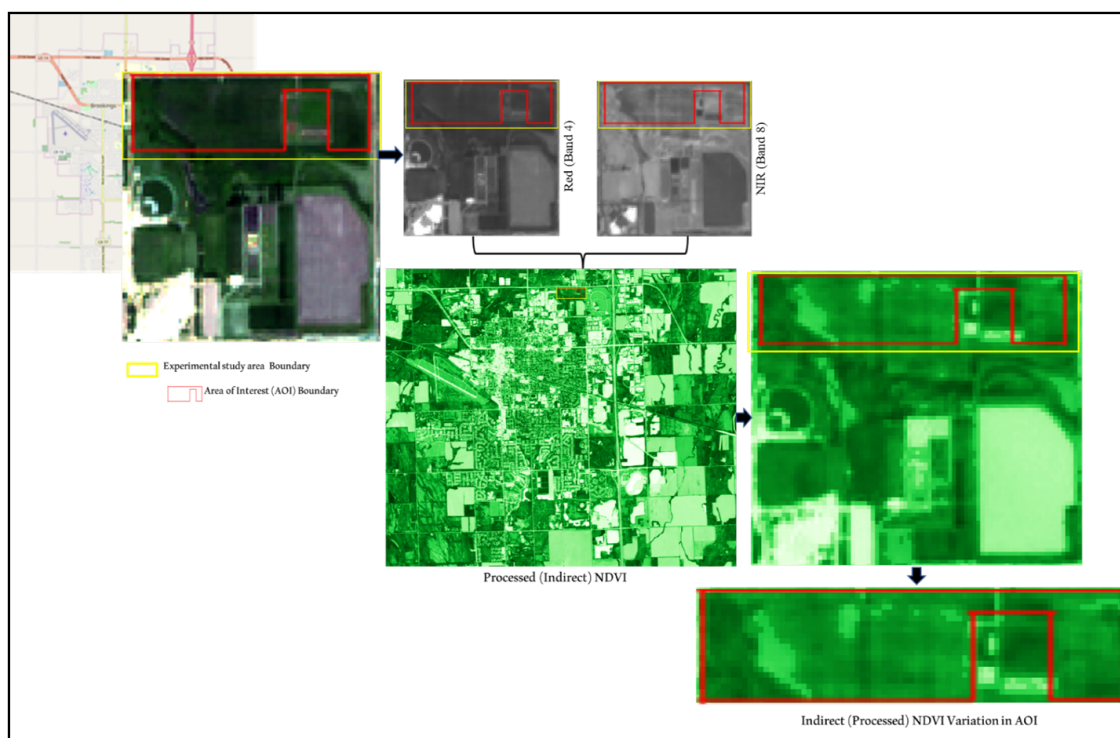 Brookings
Red (Band 4)
NIR (Band 8)
Experimental study area Boundary
Area of Interest (AOI) Boundary
Processed (Indirect) NDVI
Indirect (Processed) NDVI Variation in AOI